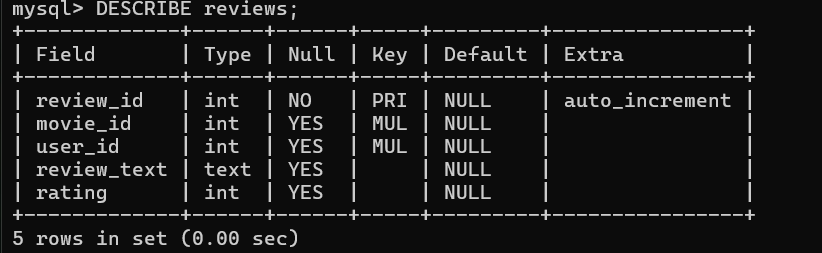 mysql> DESCRIBE reviews;
+-------------+------+------+-----+---------+----------------+
| Field       | Type | Null | Key | Default | Extra          |
+-------------+------+------+-----+---------+----------------+
| review_id   | int  | NO   | PRI | NULL    | auto_increment |
| movie_id    | int  | YES  | MUL | NULL    |                |
| user_id     | int  | YES  | MUL | NULL    |                |
| review_text | text | YES  |     | NULL    |                |
| rating      | int  | YES  |     | NULL    |                |
+-------------+------+------+-----+---------+----------------+
5 rows in set (0.00 sec)